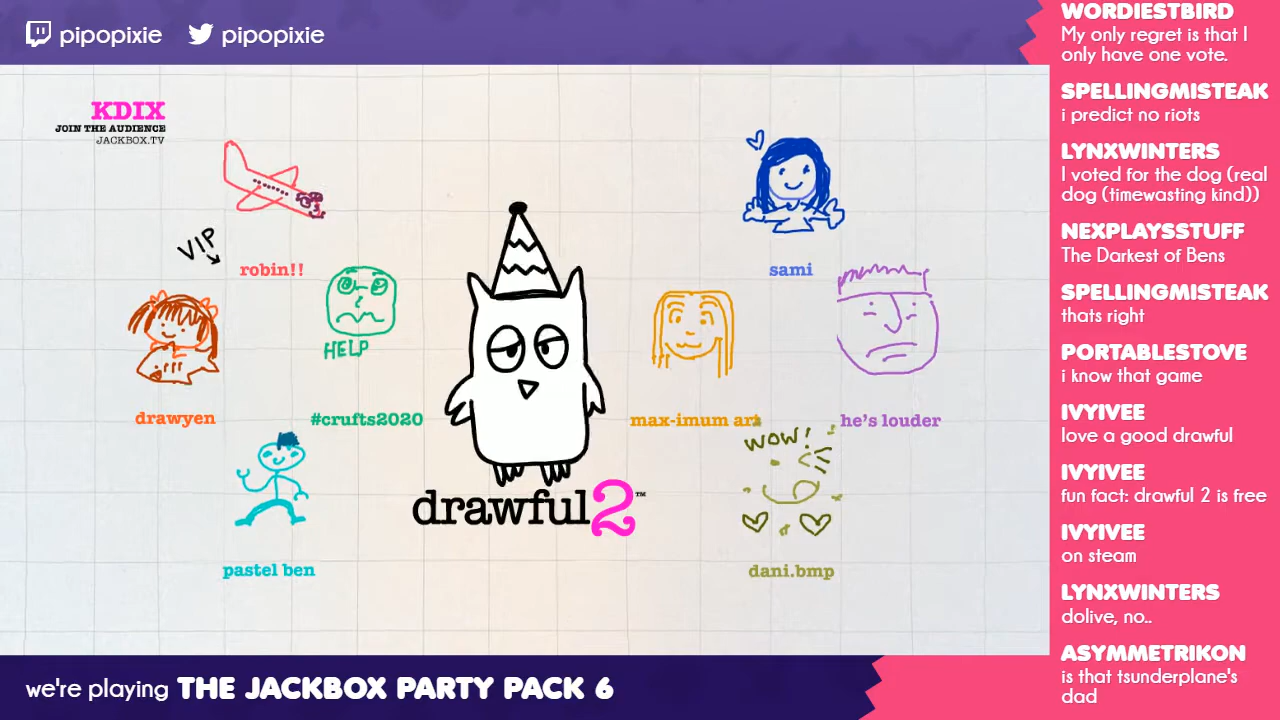 pipopixie pipopixie
KDIX
JOIN THE AUDIENCE
JACKBOX.TV
VIP
robin!!
sami
HELP
drawyen
#crufts2020
max-imum art
he's louder
WOW!
drawful 2™
pastel ben
dani.bmp
we're playing THE JACKBOX PARTY PACK 6
WORDIESTBIRD
My only regret is that I
only have one vote.
SPELLINGMISTEAK
i predict no riots
LYNXWINTERS
I voted for the dog (real
dog (timewasting kind))
NEXPLAYSSTUFF
The Darkest of Bens
SPELLINGMISTEAK
thats right
PORTABLESTOVE
i know that game
IVYIVEE
love a good drawful
IVYIVEE
fun fact: drawful 2 is free
IVYIVEE
on steam
LYNXWINTERS
dolive, no..
ASYMMETRIKON
is that tsunderplane's
dad